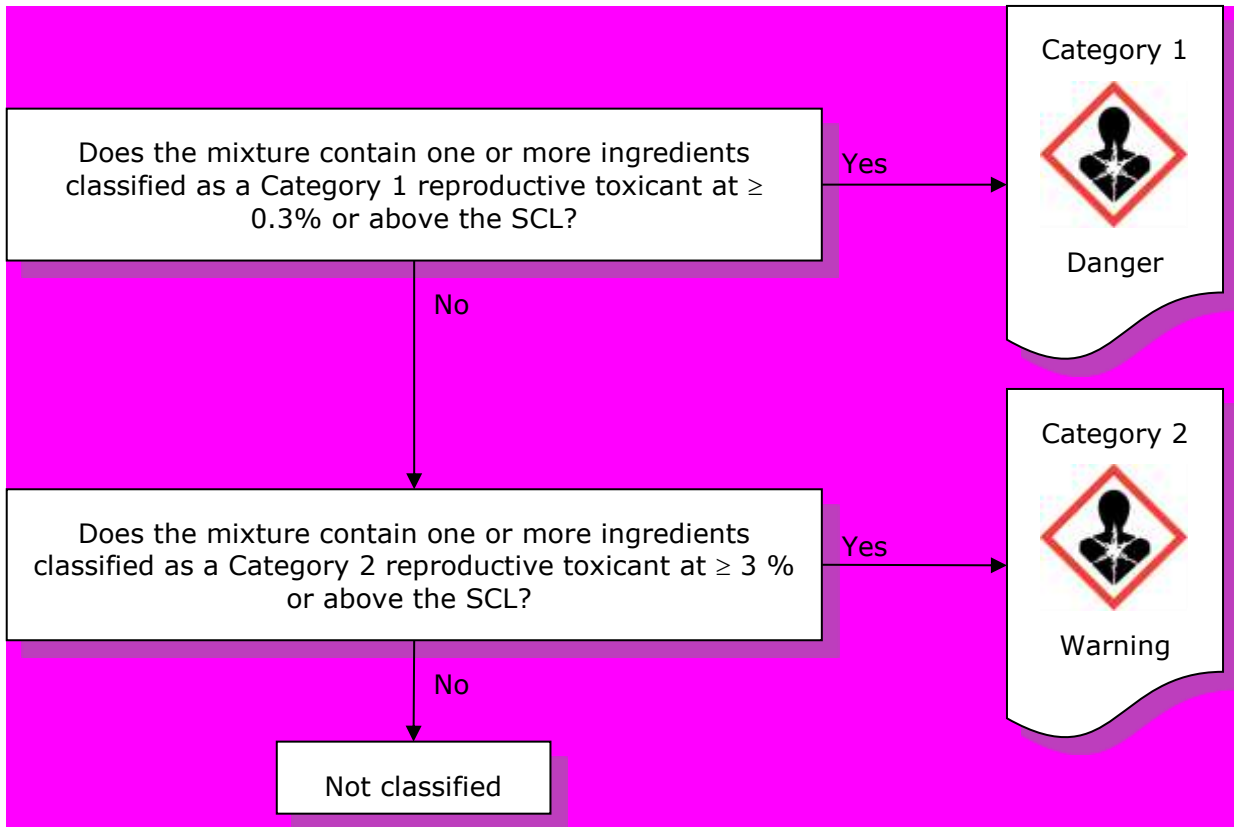 Category 1
Does the mixture contain one or more ingredients
classified as a Category 1 reproductive toxicant at ≥
0.3% or above the SCL?
Yes
Danger
No
Category 2
Does the mixture contain one or more ingredients
classified as a Category 2 reproductive toxicant at ≥ 3 %
or above the SCL?
Yes
Warning
No
Not classified